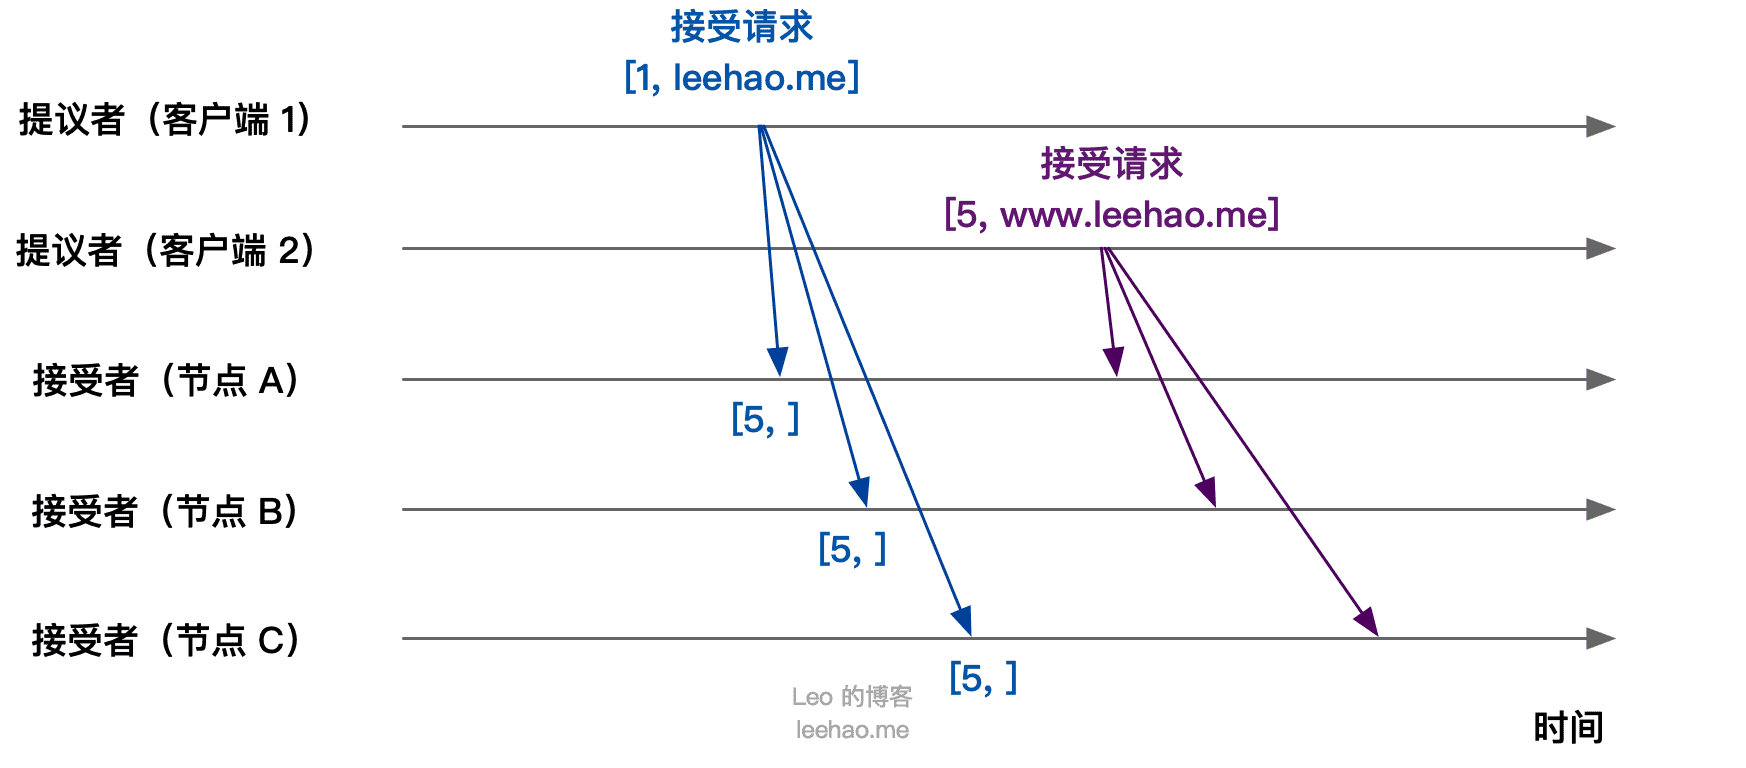 接受请求
[1, leehao.me]
提议者（客户端 1）
接受请求
[5, www.leehao.me]
提议者（客户端 2）
接受者（节点 A）
[5, ]
接受者（节点 B）
[5, ]
接受者（节点 C）
[5, ]
Leo 的博客
leehao.me
时间